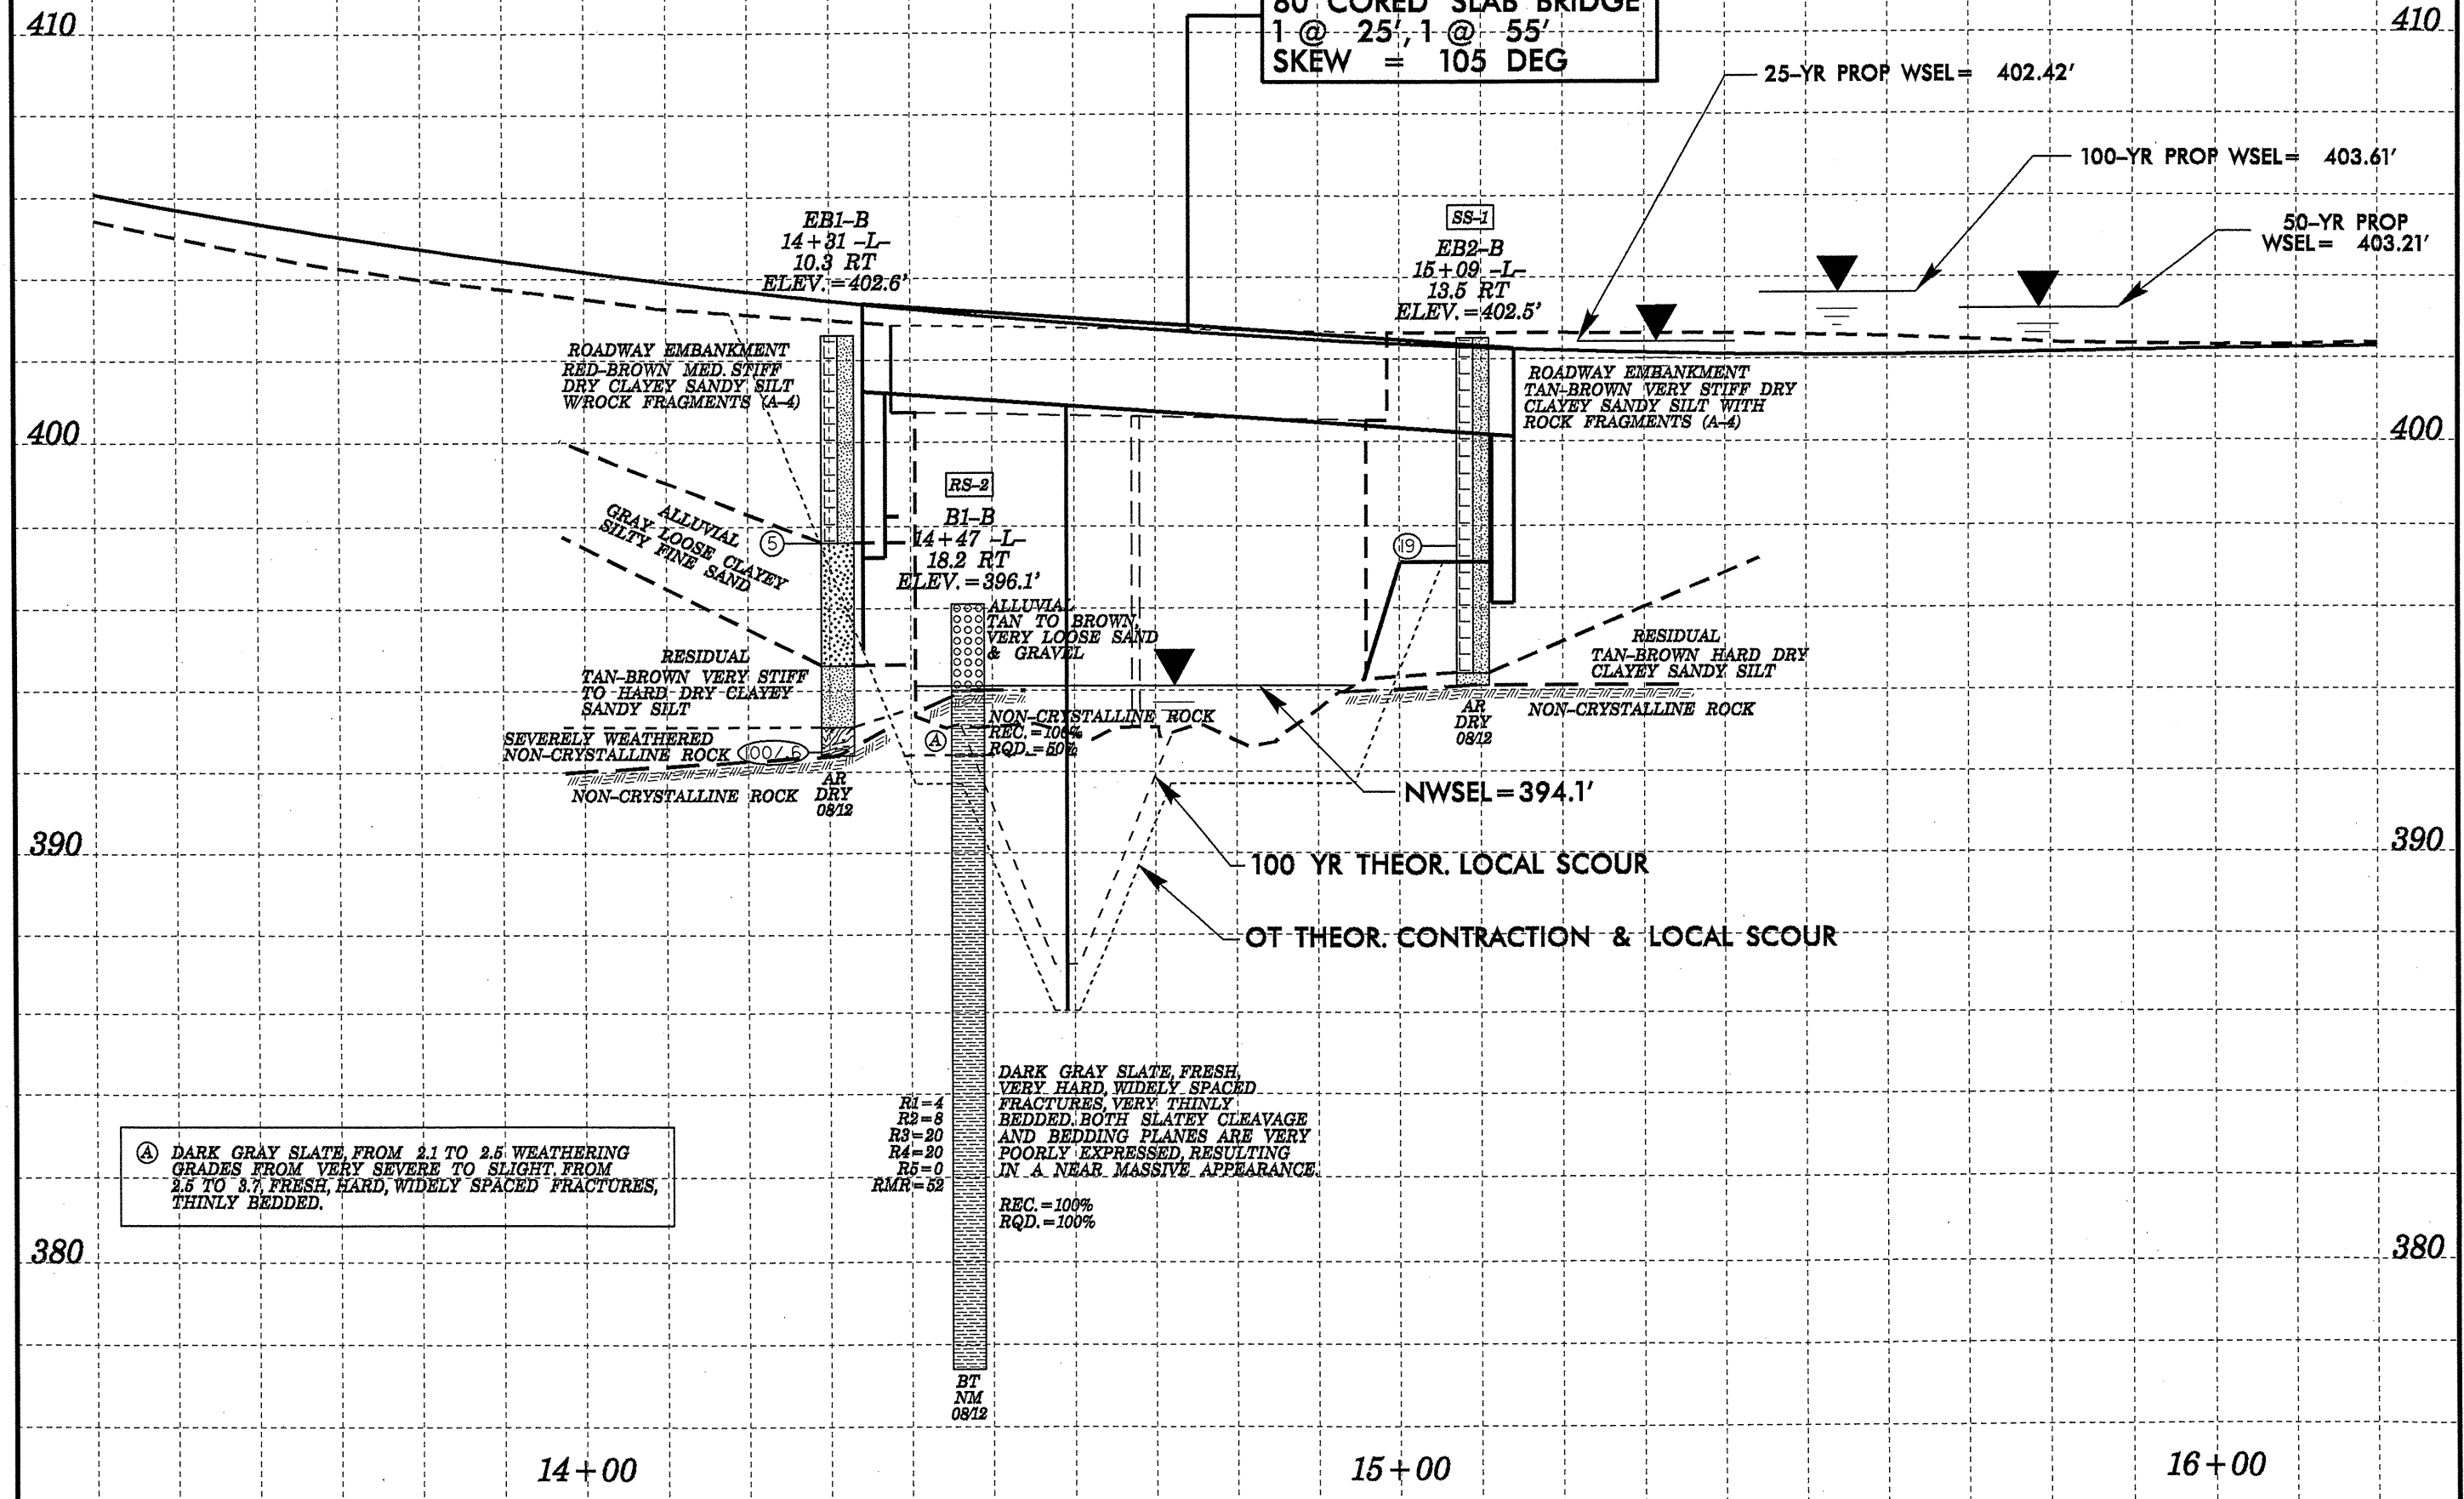 80' CORED SLAB BRIDGE
1 @ 25', 1 @ 55'
SKEW = 105 DEG
410
410
25-YR PROP WSEL= 402.42'
100-YR PROP WSEL= 403.61'
50-YR PROP
WSEL= 403.21'
EB1-B
14+31 -L-
10.3 RT
ELEV.=402.6'
SS-1
EB2-B
15+09 -L-
13.5 RT
ELEV.=402.5'
ROADWAY EMBANKMENT
RED-BROWN MED. STIFF
DRY CLAYEY SANDY SILT
W/ROCK FRAGMENTS (A-4)
ROADWAY EMBANKMENT
TAN-BROWN VERY STIFF DRY
CLAYEY SANDY SILT WITH
ROCK FRAGMENTS (A-4)
400
400
RS-2
B1-B
14+47 -L-
18.2 RT
ELEV.=396.1'
ALLUVIAL
GRAY LOOSE CLAYEY
SILTY FINE SAND
5
19
ALLUVIAL
TAN TO BROWN,
VERY LOOSE SAND
& GRAVEL
RESIDUAL
TAN-BROWN VERY STIFF
TO HARD DRY CLAYEY
SANDY SILT
RESIDUAL
TAN-BROWN HARD DRY
CLAYEY SANDY SILT
NON-CRYSTALLINE ROCK
REC.=100%
RQD.=50%
A
AR
DRY
08/12
NON-CRYSTALLINE ROCK
SEVERELY WEATHERED
NON-CRYSTALLINE ROCK
100/.6
NON-CRYSTALLINE ROCK
AR
DRY
08/12
NWSEL=394.1'
390
390
100 YR THEOR. LOCAL SCOUR
OT THEOR. CONTRACTION & LOCAL SCOUR
R1=4
R2=8
R3=20
R4=20
R5=0
RMR=52
DARK GRAY SLATE, FRESH,
VERY HARD, WIDELY SPACED
FRACTURES, VERY THINLY
BEDDED. BOTH SLATEY CLEAVAGE
AND BEDDING PLANES ARE VERY
POORLY EXPRESSED, RESULTING
IN A NEAR MASSIVE APPEARANCE.
REC.=100%
RQD.=100%
A DARK GRAY SLATE, FROM 2.1 TO 2.5 WEATHERING
GRADES FROM VERY SEVERE TO SLIGHT. FROM
2.5 TO 3.7, FRESH, HARD, WIDELY SPACED FRACTURES,
THINLY BEDDED.
380
380
BT
NM
08/12
14+00
15+00
16+00